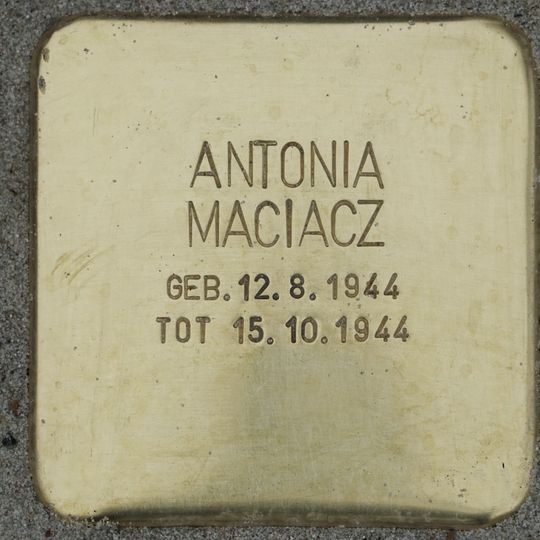 ANTONIA
MACIACZ
GEB. 12. 8. 1944
TOT 15. 10. 1944